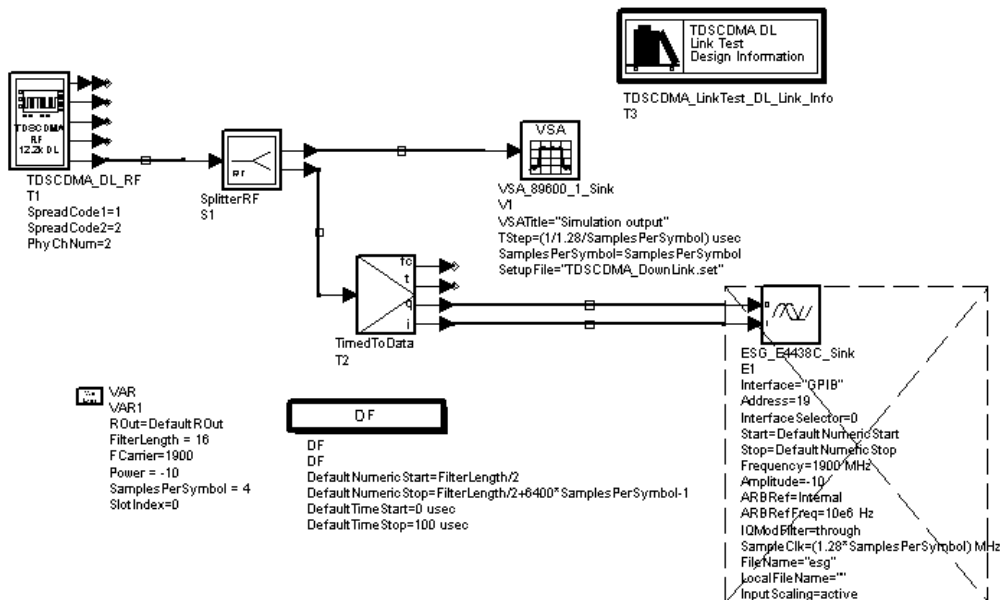 TDSCDMA DL
Link Test
Design Information
TDSCDMA_LinkTest_DL_Link_Info
T3
TDSCDMA
RF
12.2k DL
TDSCDMA_DL_RF
T1
SpreadCode1=1
SpreadCode2=2
PhyChNum=2
RF
SplitterRF
S1
VSA
VSA_89600_1_Sink
V1
VSATitle="Simulation output"
TStep=(1/1.28/SamplesPerSymbol) usec
SamplesPerSymbol=SamplesPerSymbol
SetupFile="TDSCDMA_DownLink.set"
fc
t
q
i
TimedToData
T2
ESG_E4438C_Sink
E1
Interface="GPIB"
Address=19
InterfaceSelector=0
Start=DefaultNumericStart
Stop=DefaultNumericStop
Frequency=1900 MHz
Amplitude=-10
ARBRef=Internal
ARBRefFreq=10e6 Hz
IQModFilter=through
SampleClk=(1.28*SamplesPerSymbol) MHz
FileName="esg"
LocalFileName=""
InputScaling=active
VAR
VAR1
ROut=DefaultROut
FilterLength = 16
FCarrier=1900
Power = -10
SamplesPerSymbol = 4
SlotIndex=0
DF
DF
DF
DefaultNumericStart=FilterLength/2
DefaultNumericStop=FilterLength/2+6400*SamplesPerSymbol-1
DefaultTimeStart=0 usec
DefaultTimeStop=100 usec